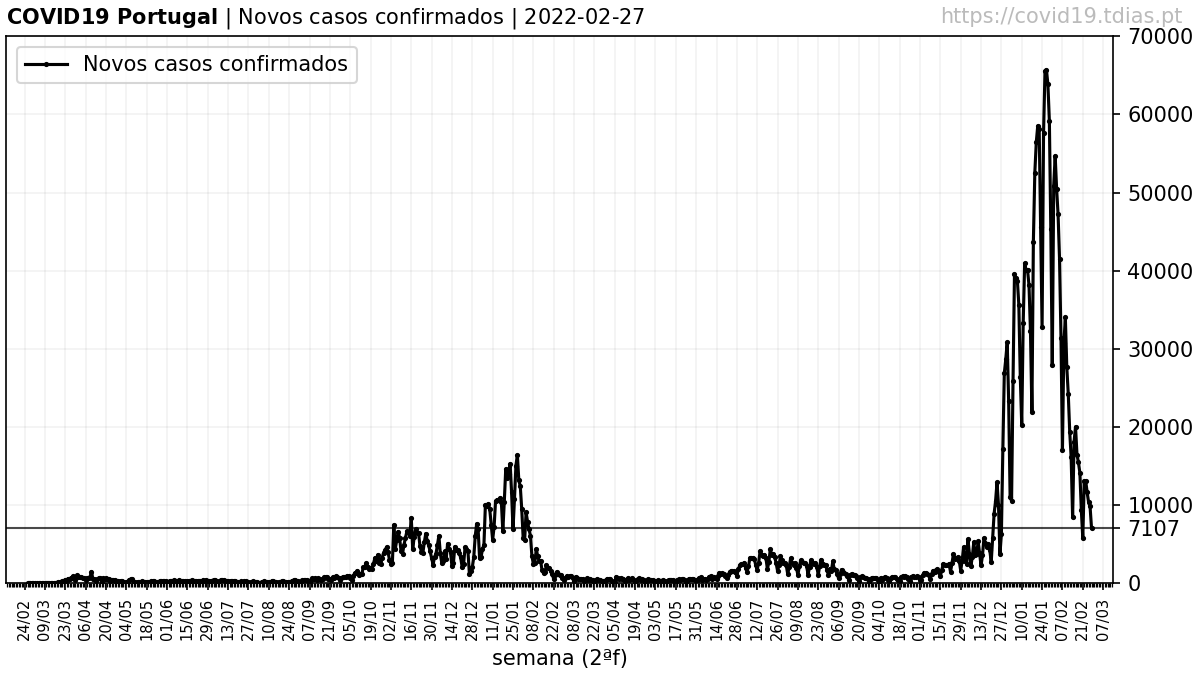 COVID19 Portugal | Novos casos confirmados | 2022-02-27
https://covid19.tdias.pt
Novos casos confirmados
70000
60000
50000
40000
30000
20000
10000
7107
0
24/02 09/03 23/03 06/04 20/04 04/05 18/05 01/06 15/06 29/06 13/07 27/07 10/08 24/08 07/09 21/09 05/10 19/10 02/11 16/11 30/11 14/12 28/12 11/01 25/01 08/02 22/02 08/03 22/03 05/04 19/04 03/05 17/05 31/05 14/06 28/06 12/07 26/07 09/08 23/08 06/09 20/09 04/10 18/10 01/11 15/11 29/11 13/12 27/12 10/01 24/01 07/02 21/02 07/03
semana (2ªf)